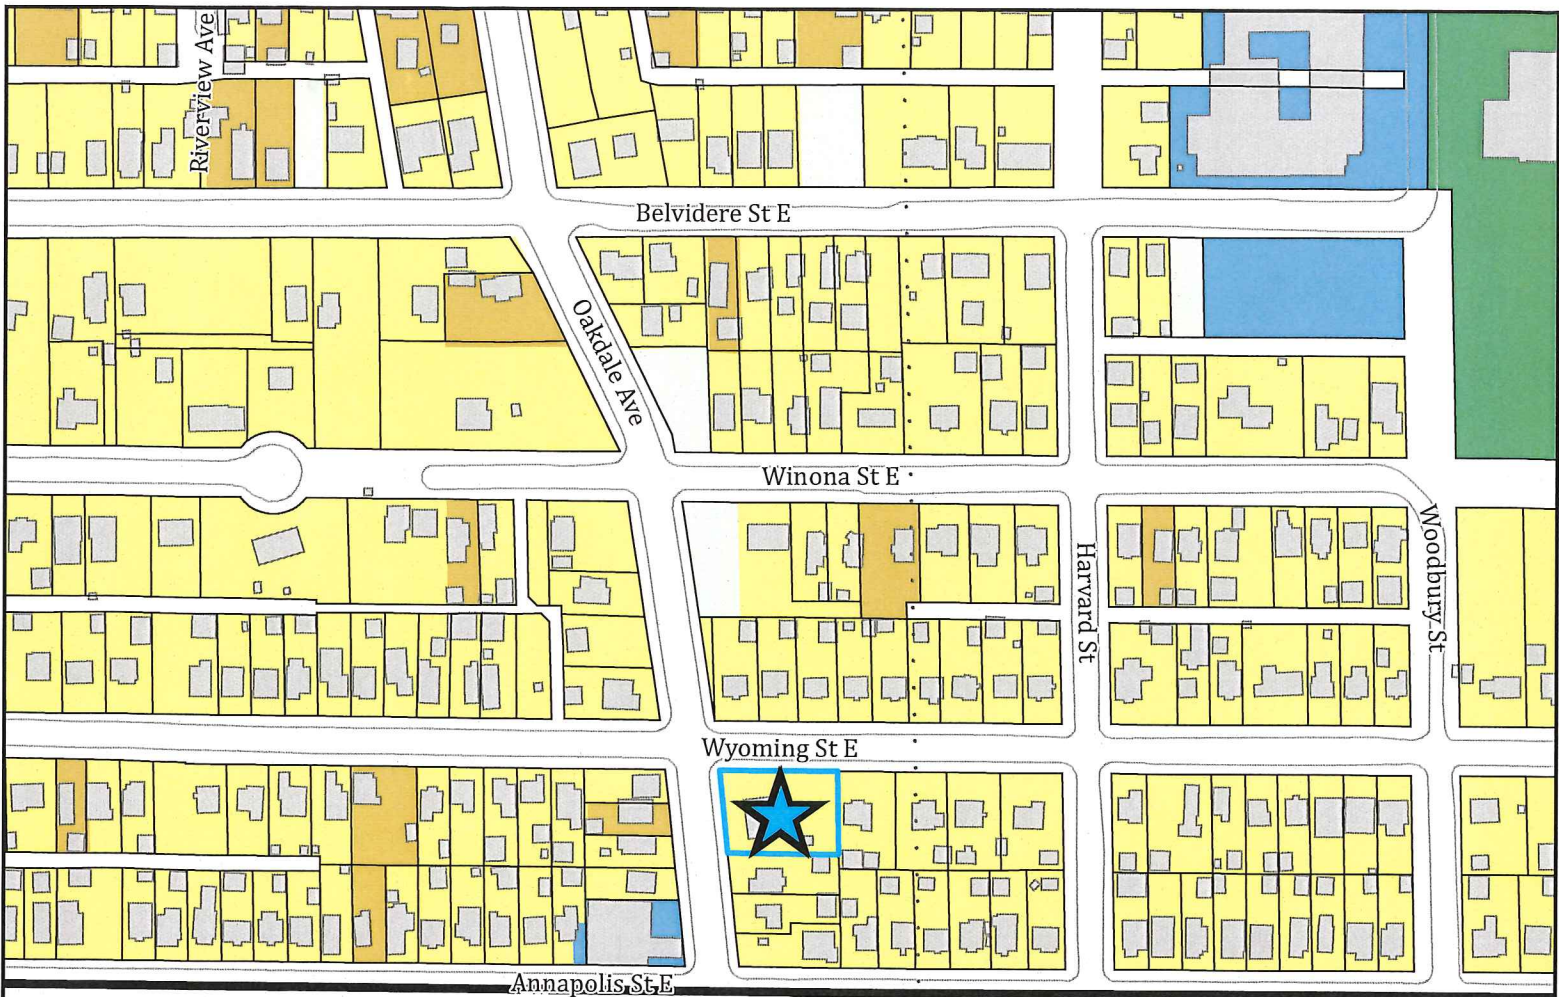 Riverview Ave
Belvidere St E
Oakdale Ave
Winona St E
Harvard St
Woodbury St
Wyoming St E
Annapolis St E